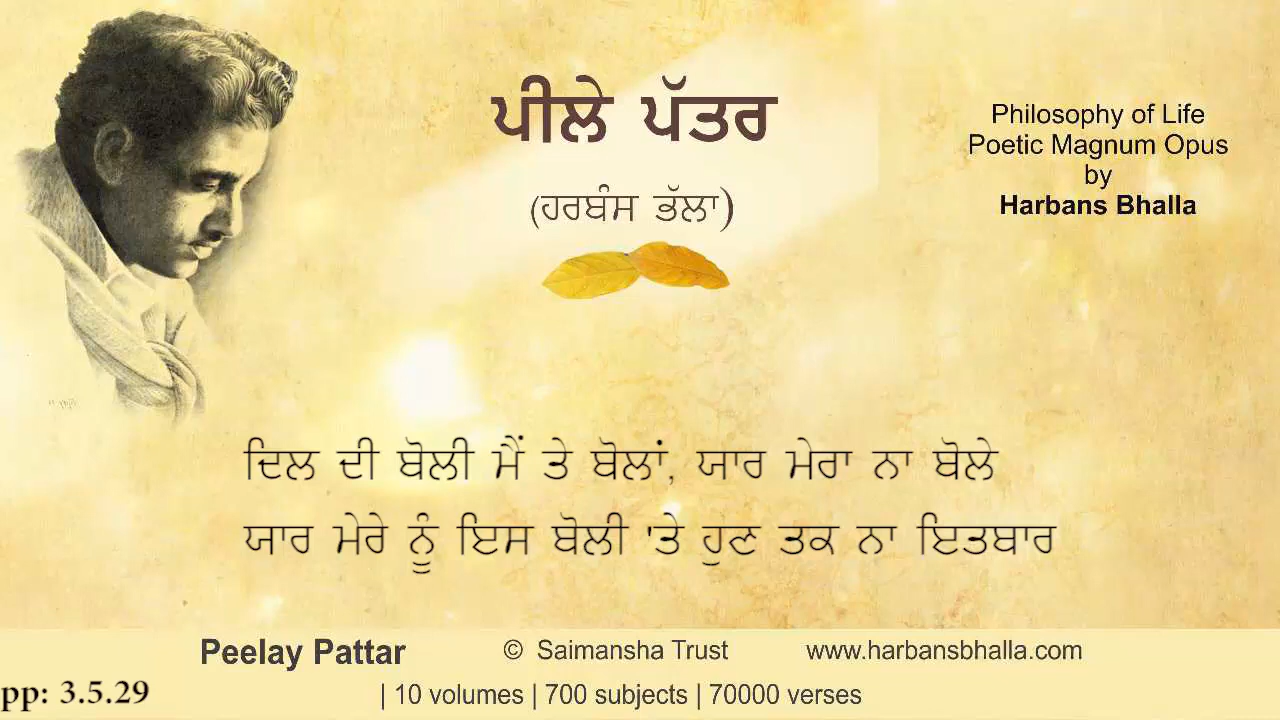 ਪੀਲੇ ਪੱਤਰ
(ਹਰਬੰਸ ਭੱਲਾ)
Philosophy of Life
Poetic Magnum Opus
by
Harbans Bhalla
ਦਿਲ ਦੀ ਬੋਲੀ ਮੈਂ ਤੇ ਬੋਲਾਂ, ਯਾਰ ਮੇਰਾ ਨਾ ਬੋਲੇ
ਯਾਰ ਮੇਰੇ ਨੂੰ ਇਸ ਬੋਲੀ 'ਤੇ ਹੁਣ ਤਕ ਨਾ ਇਤਬਾਰ
Peelay Pattar © Saimansha Trust www.harbansbhalla.com
pp: 3.5.29 | 10 volumes | 700 subjects | 70000 verses